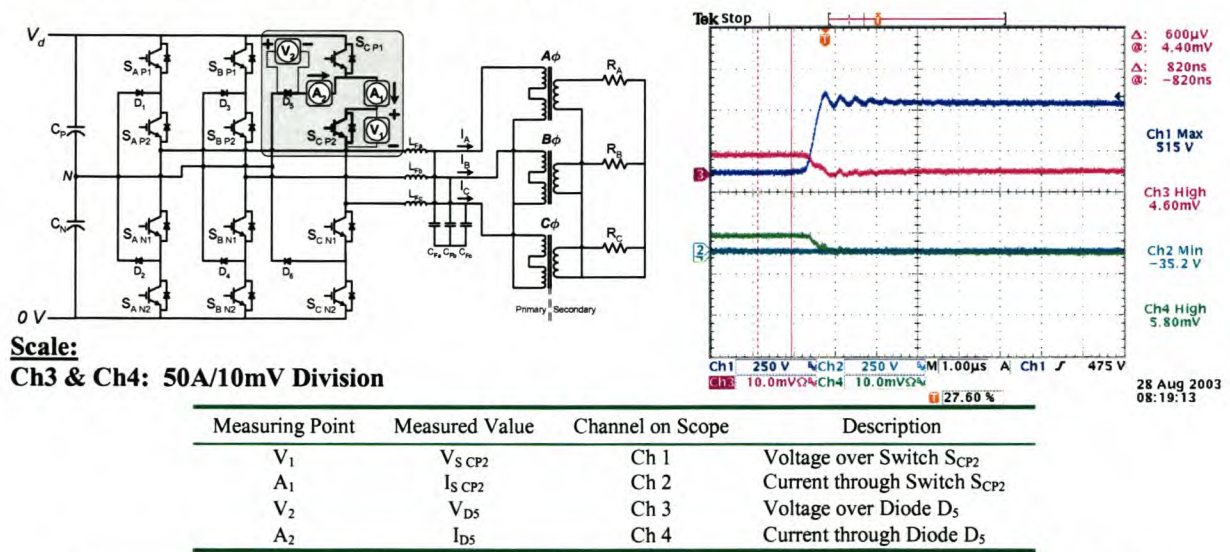 V_d
S_A P1
S_B P1
S_C P1
V_2
D_1
D_3
D_5
A_2
A_1
V_1
C_P
S_A P2
S_B P2
S_C P2
N
L_Fa
L_Fb
L_Fc
I_A
I_B
I_C
C_N
S_A N1
S_B N1
S_C N1
D_2
D_4
D_6
C_Fa C_Fb C_Fc
S_A N2
S_B N2
S_C N2
0 V
Aφ
Bφ
Cφ
R_A
R_B
R_C
Primary Secondary
Tek Stop
T
T
Δ: 600µV
@: 4.40mV
Δ: 820ns
@: -820ns
Ch1 Max
515 V
Ch3 High
4.60mV
Ch2 Min
-35.2 V
Ch4 High
5.80mV
3
2
Ch1 250 V Ch2 250 V M 1.00µs A Ch1 ʃ 475 V
Ch3 10.0mVΩ Ch4 10.0mVΩ
T 27.60 %
28 Aug 2003
08:19:13
Scale:
Ch3 & Ch4: 50A/10mV Division
Measuring Point Measured Value Channel on Scope Description
V_1 V_S CP2 Ch 1 Voltage over Switch S_CP2
A_1 I_S CP2 Ch 2 Current through Switch S_CP2
V_2 V_D5 Ch 3 Voltage over Diode D_5
A_2 I_D5 Ch 4 Current through Diode D_5